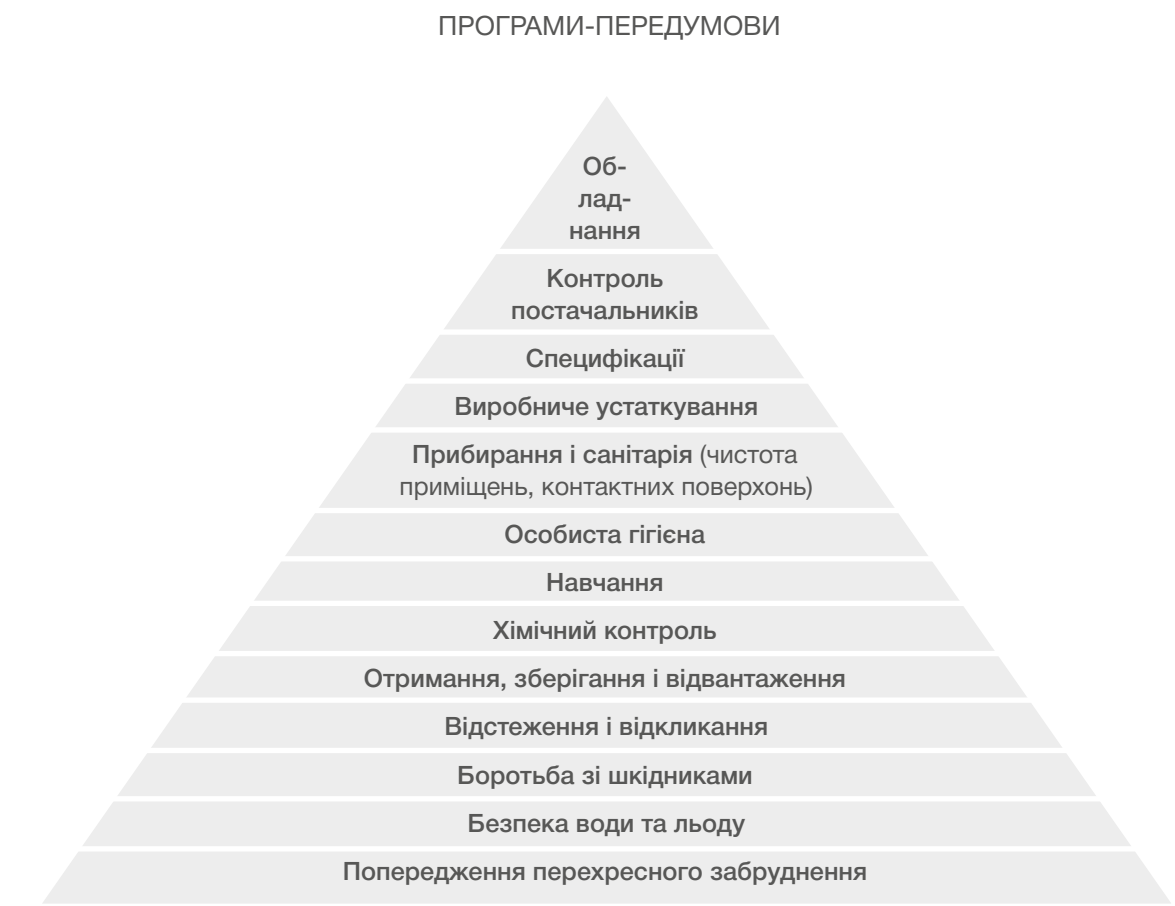 ПРОГРАМИ-ПЕРЕДУМОВИ
Об-
лад-
нання
Контроль
постачальників
Специфікації
Виробниче устаткування
Прибирання і санітарія (чистота
приміщень, контактних поверхонь)
Особиста гігієна
Навчання
Хімічний контроль
Отримання, зберігання і відвантаження
Відстеження і відкликання
Боротьба зі шкідниками
Безпека води та льоду
Попередження перехресного забруднення